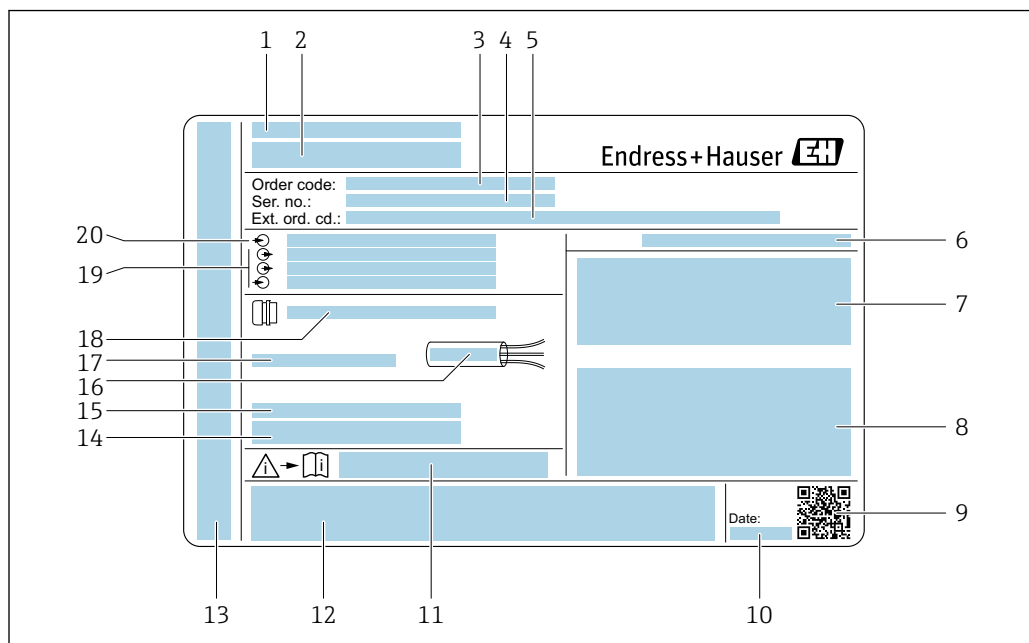 1 2 3 4 5
Endress+Hauser EH
Order code:
Ser. no.:
Ext. ord. cd.:
20
6
19
7
18
17
16
15
14
8
i i
Date:
9
13 12 11 10